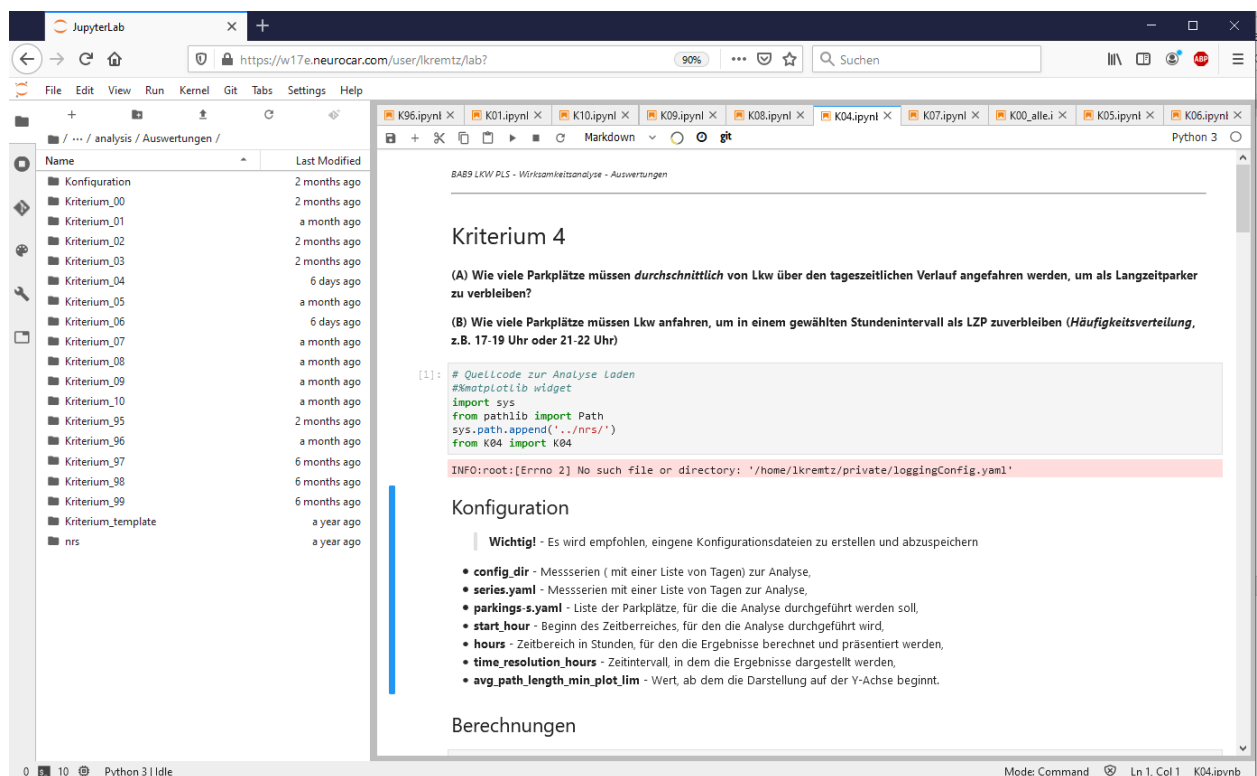 JupyterLab
https://w17e.neurocar.com/user/lkremtz/lab?
90%
Suchen
ABP
File Edit View Run Kernel Git Tabs Settings Help
/ ··· / analysis / Auswertungen /
Name Last Modified
Konfiguration 2 months ago
Kriterium_00 2 months ago
Kriterium_01 a month ago
Kriterium_02 2 months ago
Kriterium_03 2 months ago
Kriterium_04 6 days ago
Kriterium_05 a month ago
Kriterium_06 6 days ago
Kriterium_07 a month ago
Kriterium_08 a month ago
Kriterium_09 a month ago
Kriterium_10 a month ago
Kriterium_95 2 months ago
Kriterium_96 a month ago
Kriterium_97 6 months ago
Kriterium_98 6 months ago
Kriterium_99 6 months ago
Kriterium_template a year ago
nrs a year ago
K96.ipynl K01.ipynl K10.ipynl K09.ipynl K08.ipynl K04.ipynl K07.ipynl K00_alle.i K05.ipynl K06.ipynl
Markdown git Python 3
BAB9 LKW PLS - Wirksamkeitsanalyse - Auswertungen
Kriterium 4
(A) Wie viele Parkplätze müssen durchschnittlich von Lkw über den tageszeitlichen Verlauf angefahren werden, um als Langzeitparker
zu verbleiben?
(B) Wie viele Parkplätze müssen Lkw anfahren, um in einem gewählten Stundenintervall als LZP zuverbleiben (Häufigkeitsverteilung,
z.B. 17-19 Uhr oder 21-22 Uhr)
[1]: # Quellcode zur Analyse laden
#%matplotlib widget
import sys
from pathlib import Path
sys.path.append('../nrs/')
from K04 import K04
INFO:root:[Errno 2] No such file or directory: '/home/lkremtz/private/loggingConfig.yaml'
Konfiguration
Wichtig! - Es wird empfohlen, eingene Konfigurationsdateien zu erstellen und abzuspeichern
• config_dir - Messserien ( mit einer Liste von Tagen) zur Analyse,
• series.yaml - Messserien mit einer Liste von Tagen zur Analyse,
• parkings-s.yaml - Liste der Parkplätze, für die die Analyse durchgeführt werden soll,
• start_hour - Beginn des Zeitberreiches, für den die Analyse durchgeführt wird,
• hours - Zeitbereich in Stunden, für den die Ergebnisse berechnet und präsentiert werden,
• time_resolution_hours - Zeitintervall, in dem die Ergebnisse dargestellt werden,
• avg_path_length_min_plot_lim - Wert, ab dem die Darstellung auf der Y-Achse beginnt.
Berechnungen
0 10 Python 3 | Idle Mode: Command Ln 1, Col 1 K04.ipynb